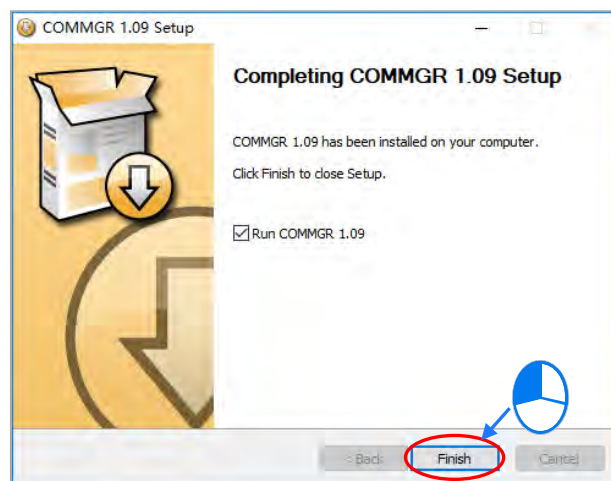 COMMGR 1.09 Setup
Completing COMMGR 1.09 Setup
COMMGR 1.09 has been installed on your computer.
Click Finish to close Setup.
Run COMMGR 1.09
< Back Finish Cancel